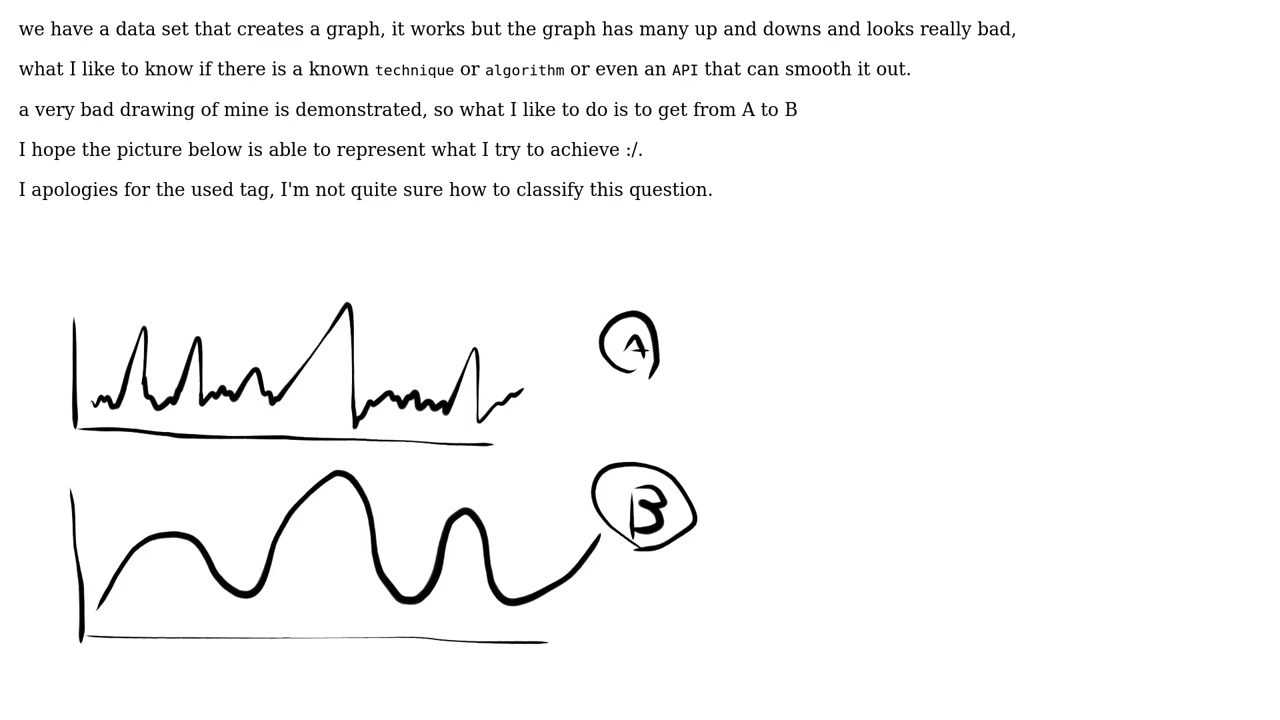 we have a data set that creates a graph, it works but the graph has many up and downs and looks really bad,
what I like to know if there is a known technique or algorithm or even an API that can smooth it out.
a very bad drawing of mine is demonstrated, so what I like to do is to get from A to B
I hope the picture below is able to represent what I try to achieve :/.
I apologies for the used tag, I'm not quite sure how to classify this question.
A
B